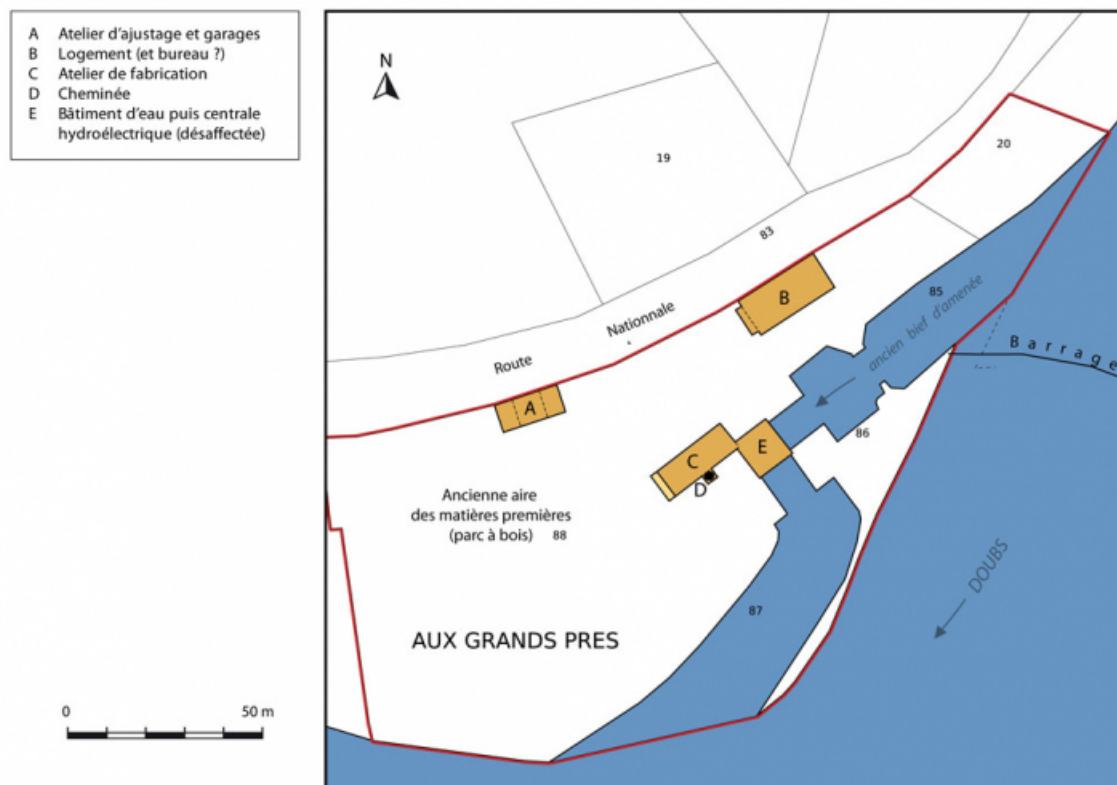 A Atelier d'ajustage et garages
B Logement (et bureau ?)
C Atelier de fabrication
D Cheminée
E Bâtiment d'eau puis centrale
hydroélectrique (désaffectée)
N
19
20
83
Nationnale
Route
B
85
ancien bief d'amenée
Barrage
A
86
E
C
D
Ancienne aire
des matières premières
(parc à bois) 88
DOUBS
87
AUX GRANDS PRES
0 50 m